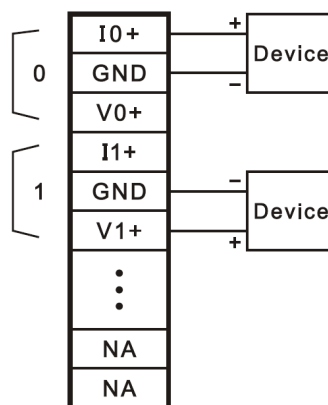 I0+
+
Device
0
GND
−
V0+
I1+
1
GND
−
Device
V1+
+
NA
NA